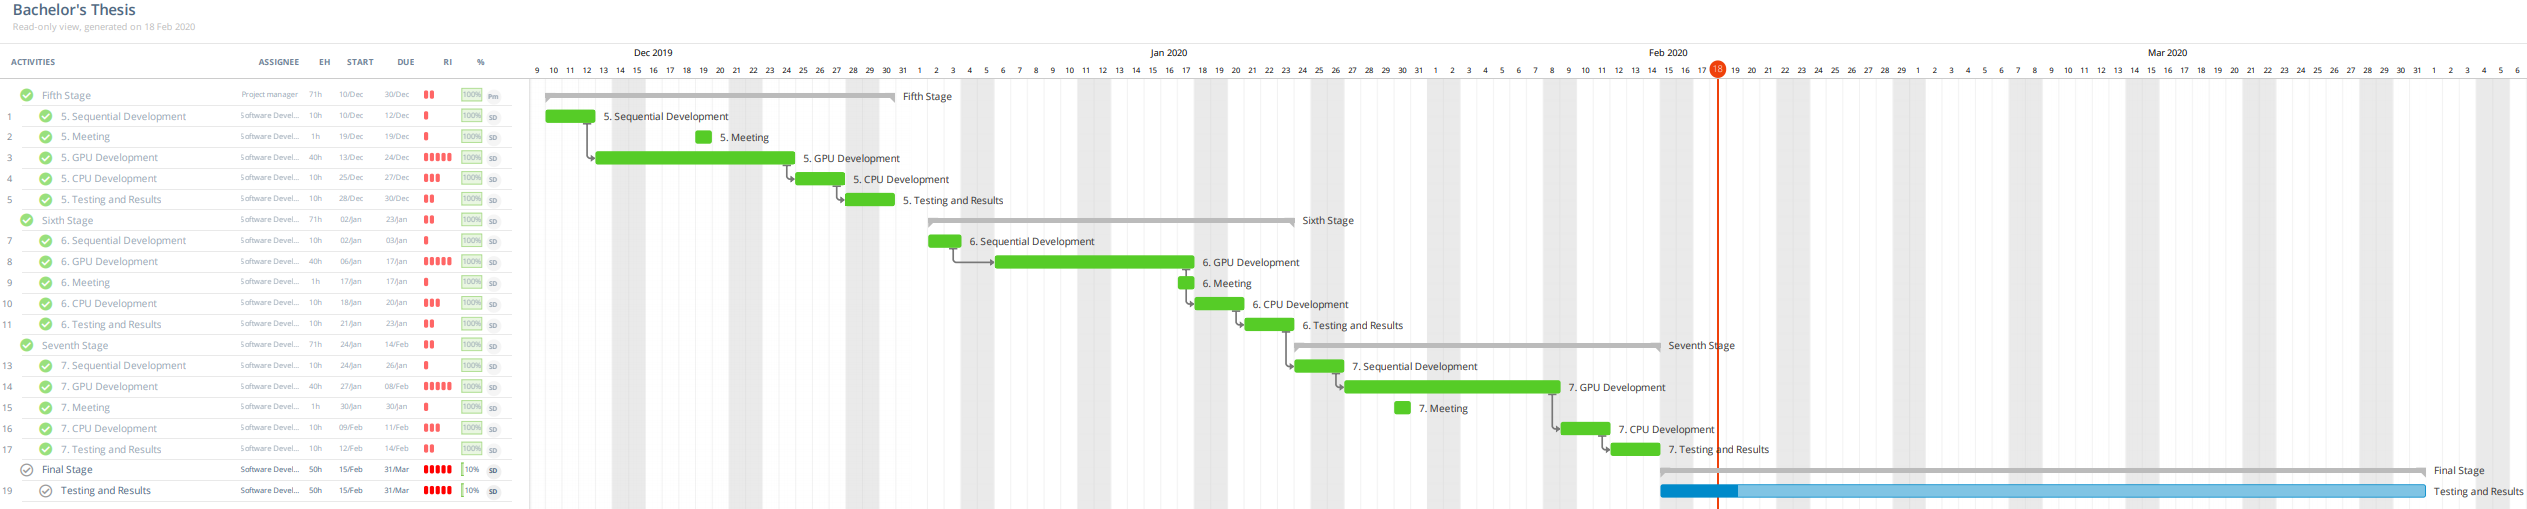 Bachelor's Thesis
Read-only view, generated on 18 Feb 2020
Dec 2019 Jan 2020 Feb 2020 Mar 2020
ACTIVITIES ASSIGNEE EH START DUE RI % 9 10 11 12 13 14 15 16 17 18 19 20 21 22 23 24 25 26 27 28 29 30 31 1 2 3 4 5 6 7 8 9 10 11 12 13 14 15 16 17 18 19 20 21 22 23 24 25 26 27 28 29 30 31 1 2 3 4 5 6 7 8 9 10 11 12 13 14 15 16 17 18 19 20 21 22 23 24 25 26 27 28 29 1 2 3 4 5 6 7 8 9 10 11 12 13 14 15 16 17 18 19 20 21 22 23 24 25 26 27 28 29 30 31 1 2 3 4 5 6
Fifth Stage Project manager 71h 10/Dec 30/Dec 100% Pm Fifth Stage
1 5. Sequential Development Software Devel... 10h 10/Dec 12/Dec 100% SD 5. Sequential Development
2 5. Meeting Software Devel... 1h 19/Dec 19/Dec 100% SD 5. Meeting
3 5. GPU Development Software Devel... 40h 13/Dec 24/Dec 100% SD 5. GPU Development
4 5. CPU Development Software Devel... 10h 25/Dec 27/Dec 100% SD 5. CPU Development
5 5. Testing and Results Software Devel... 10h 28/Dec 30/Dec 100% SD 5. Testing and Results
Sixth Stage Software Devel... 71h 02/Jan 23/Jan 100% SD Sixth Stage
7 6. Sequential Development Software Devel... 10h 02/Jan 03/Jan 100% SD 6. Sequential Development
8 6. GPU Development Software Devel... 40h 06/Jan 17/Jan 100% SD 6. GPU Development
9 6. Meeting Software Devel... 1h 17/Jan 17/Jan 100% SD 6. Meeting
10 6. CPU Development Software Devel... 10h 18/Jan 20/Jan 100% SD 6. CPU Development
11 6. Testing and Results Software Devel... 10h 21/Jan 23/Jan 100% SD 6. Testing and Results
Seventh Stage Software Devel... 71h 24/Jan 14/Feb 100% SD Seventh Stage
13 7. Sequential Development Software Devel... 10h 24/Jan 26/Jan 100% SD 7. Sequential Development
14 7. GPU Development Software Devel... 40h 27/Jan 08/Feb 100% SD 7. GPU Development
15 7. Meeting Software Devel... 1h 30/Jan 30/Jan 100% SD 7. Meeting
16 7. CPU Development Software Devel... 10h 09/Feb 11/Feb 100% SD 7. CPU Development
17 7. Testing and Results Software Devel... 10h 12/Feb 14/Feb 100% SD 7. Testing and Results
Final Stage Software Devel... 50h 15/Feb 31/Mar 10% SD Final Stage
19 Testing and Results Software Devel... 50h 15/Feb 31/Mar 10% SD Testing and Results